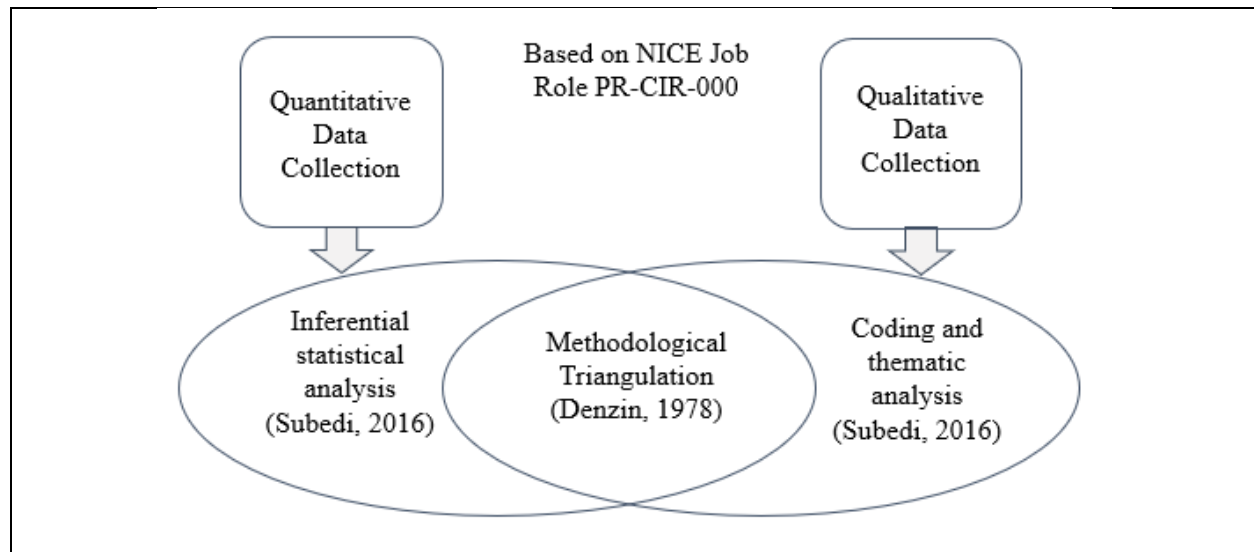 Quantitative
Data
Collection
Based on NICE Job
Role PR-CIR-000
Qualitative
Data
Collection
Inferential
statistical
analysis
(Subedi, 2016)
Methodological
Triangulation
(Denzin, 1978)
Coding and
thematic
analysis
(Subedi, 2016)